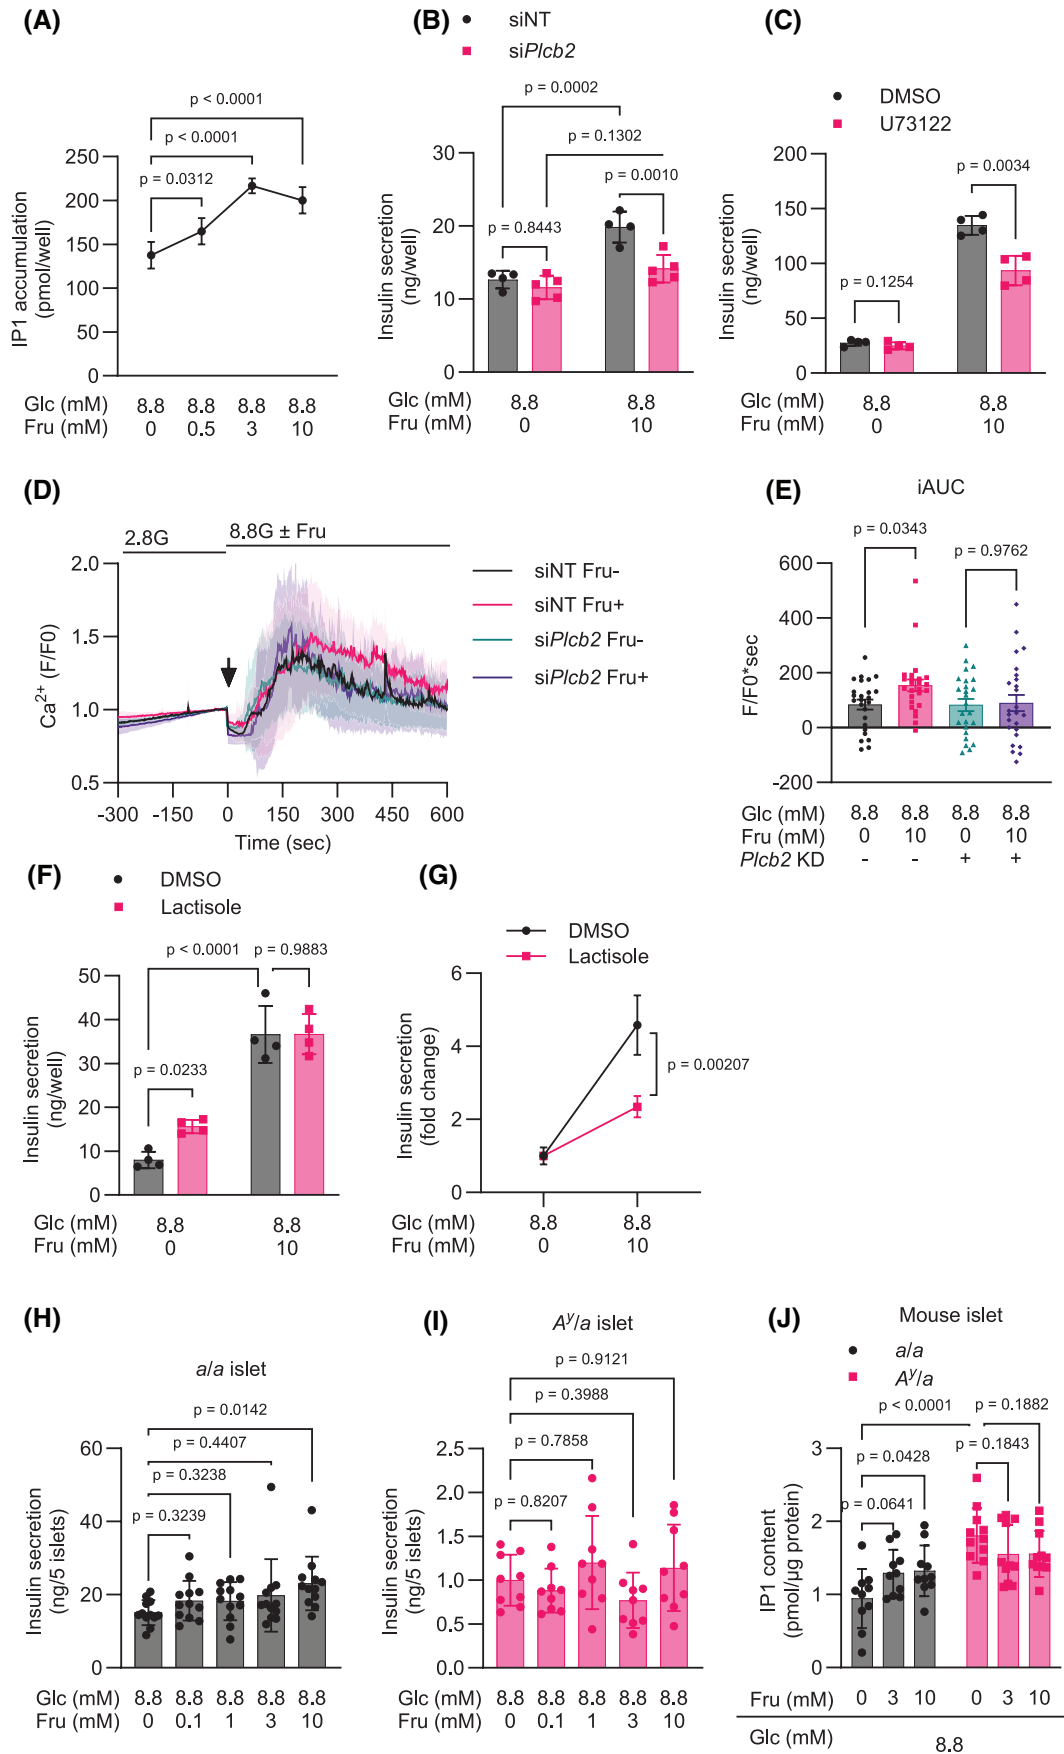 (A)
p < 0.0001
p < 0.0001
p = 0.0312
IP1 accumulation
(pmol/well)
250
200
150
100
50
0
Glc (mM) 8.8 8.8 8.8 8.8
Fru (mM) 0 0.5 3 10
(B)
siNT
siPlcb2
p = 0.0002
p = 0.1302
p = 0.0010
p = 0.8443
Insulin secretion
(ng/well)
30
20
10
0
Glc (mM) 8.8 8.8
Fru (mM) 0 10
(C)
DMSO
U73122
p = 0.0034
p = 0.1254
Insulin secretion
(ng/well)
200
150
100
50
0
Glc (mM) 8.8 8.8
Fru (mM) 0 10
(D)
2.8G
8.8G ± Fru
Ca2+ (F/F0)
2.0
1.5
1.0
0.5
-300 -150 0 150 300 450 600
Time (sec)
siNT Fru-
siNT Fru+
siPlcb2 Fru-
siPlcb2 Fru+
(E)
iAUC
p = 0.0343
p = 0.9762
F/F0*sec
600
400
200
0
-200
Glc (mM) 8.8 8.8 8.8 8.8
Fru (mM) 0 10 0 10
Plcb2 KD - - + +
(F)
DMSO
Lactisole
p < 0.0001 p = 0.9883
p = 0.0233
Insulin secretion
(ng/well)
50
40
30
20
10
0
Glc (mM) 8.8 8.8
Fru (mM) 0 10
(G)
DMSO
Lactisole
p = 0.00207
Insulin secretion
(fold change)
6
4
2
0
Glc (mM) 8.8 8.8
Fru (mM) 0 10
(H)
a/a islet
p = 0.0142
p = 0.4407
p = 0.3238
p = 0.3239
Insulin secretion
(ng/5 islets)
60
40
20
0
Glc (mM) 8.8 8.8 8.8 8.8 8.8
Fru (mM) 0 0.1 1 3 10
(I)
Ay/a islet
p = 0.9121
p = 0.3988
p = 0.7858
p = 0.8207
Insulin secretion
(ng/5 islets)
2.5
2.0
1.5
1.0
0.5
0.0
Glc (mM) 8.8 8.8 8.8 8.8 8.8
Fru (mM) 0 0.1 1 3 10
(J)
Mouse islet
a/a
Ay/a
p < 0.0001 p = 0.1882
p = 0.0428 p = 0.1843
p = 0.0641
IP1 content
(pmol/μg protein)
3
2
1
0
Fru (mM) 0 3 10 0 3 10
Glc (mM) 8.8